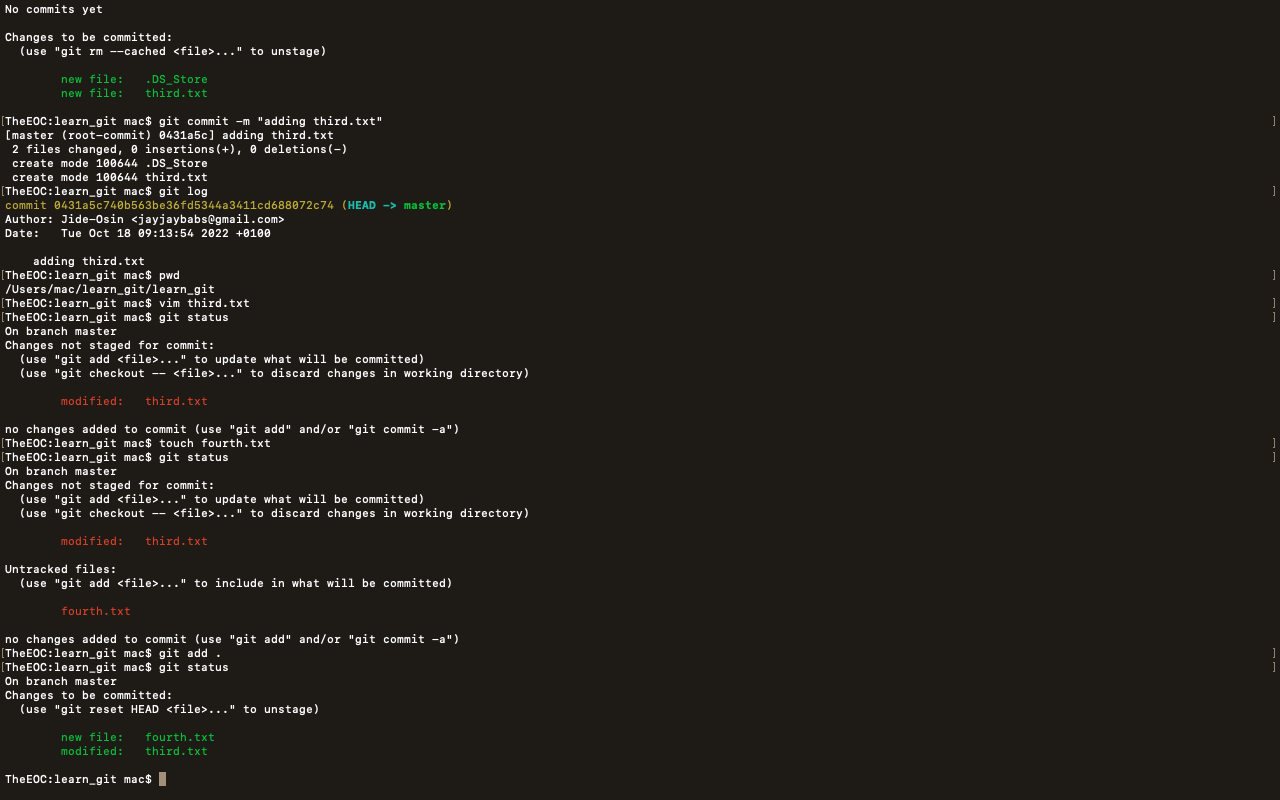 No commits yet
Changes to be committed:
(use "git rm --cached <file>..." to unstage)
new file: .DS_Store
new file: third.txt
[TheEOC:learn_git mac$ git commit -m "adding third.txt" ]
[master (root-commit) 0431a5c] adding third.txt
2 files changed, 0 insertions(+), 0 deletions(-)
create mode 100644 .DS_Store
create mode 100644 third.txt
[TheEOC:learn_git mac$ git log ]
commit 0431a5c740b563be36fd5344a3411cd688072c74 (HEAD -> master)
Author: Jide-Osin <jayjaybabs@gmail.com>
Date: Tue Oct 18 09:13:54 2022 +0100
adding third.txt
[TheEOC:learn_git mac$ pwd ]
/Users/mac/learn_git/learn_git
[TheEOC:learn_git mac$ vim third.txt ]
[TheEOC:learn_git mac$ git status ]
On branch master
Changes not staged for commit:
(use "git add <file>..." to update what will be committed)
(use "git checkout -- <file>..." to discard changes in working directory)
modified: third.txt
no changes added to commit (use "git add" and/or "git commit -a")
[TheEOC:learn_git mac$ touch fourth.txt ]
[TheEOC:learn_git mac$ git status ]
On branch master
Changes not staged for commit:
(use "git add <file>..." to update what will be committed)
(use "git checkout -- <file>..." to discard changes in working directory)
modified: third.txt
Untracked files:
(use "git add <file>..." to include in what will be committed)
fourth.txt
no changes added to commit (use "git add" and/or "git commit -a")
[TheEOC:learn_git mac$ git add . ]
[TheEOC:learn_git mac$ git status ]
On branch master
Changes to be committed:
(use "git reset HEAD <file>..." to unstage)
new file: fourth.txt
modified: third.txt
TheEOC:learn_git mac$